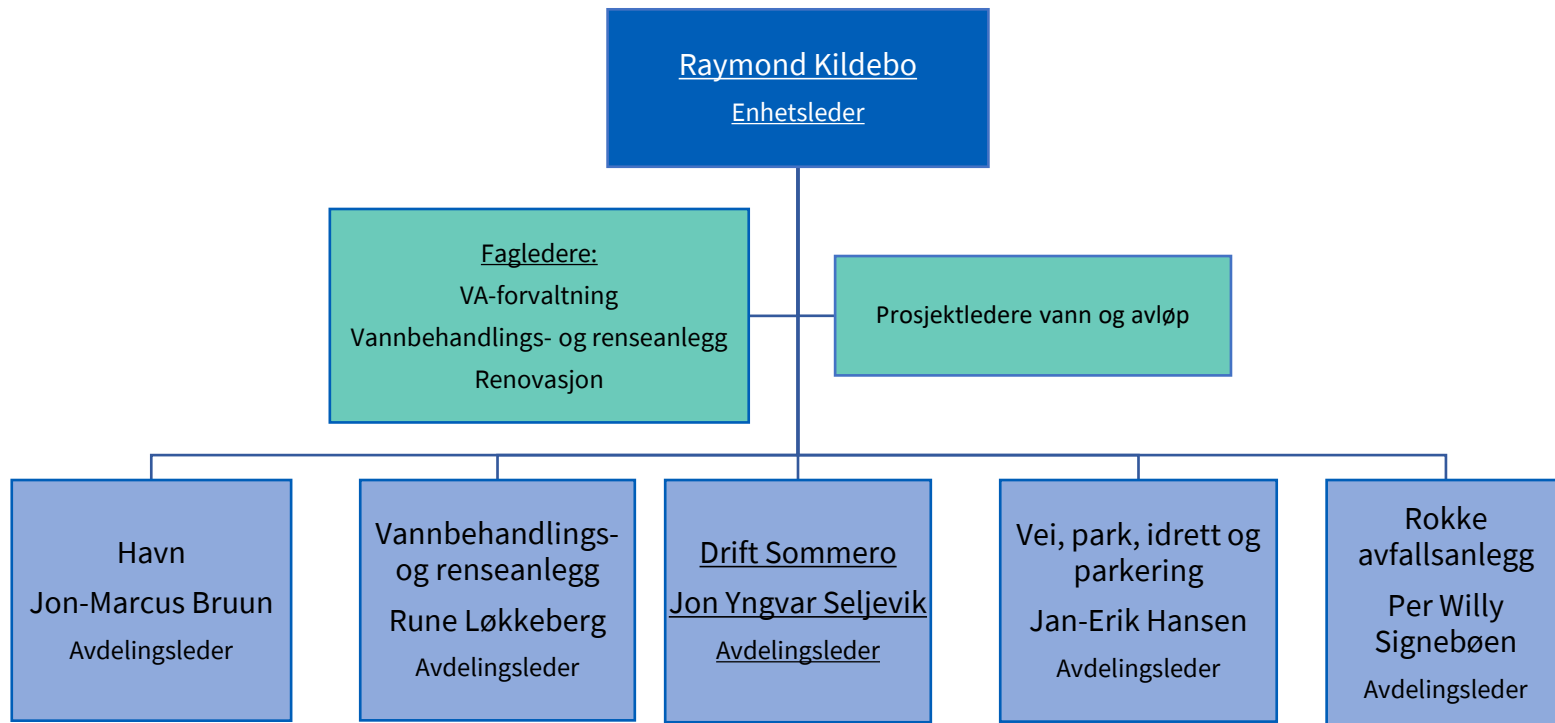 Raymond Kildebo
Enhetsleder
Fagledere:
VA-forvaltning
Vannbehandlings- og renseanlegg
Renovasjon
Prosjektledere vann og avløp
Havn
Jon-Marcus Bruun
Avdelingsleder
Vannbehandlings-
og renseanlegg
Rune Løkkeberg
Avdelingsleder
Drift Sommero
Jon Yngvar Seljevik
Avdelingsleder
Vei, park, idrett og
parkering
Jan-Erik Hansen
Avdelingsleder
Rokke
avfallsanlegg
Per Willy
Signebøen
Avdelingsleder